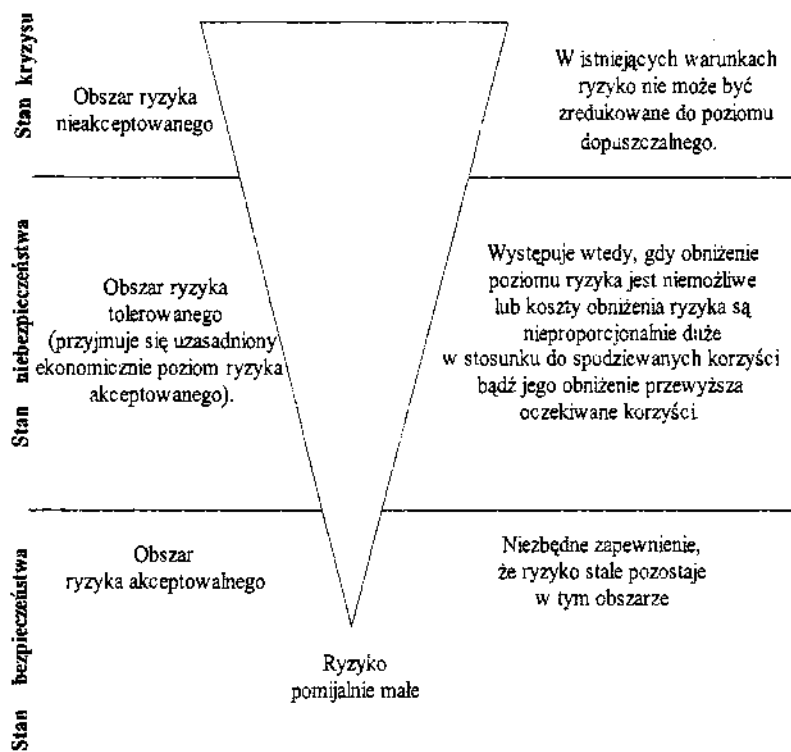 Stan kryzysu
Obszar ryzyka
nieakceptowanego
W istniejących warunkach
ryzyko nie może być
zredukowane do poziomu
dopuszczalnego.
Stan niebezpieczeństwa
Obszar ryzyka
tolerowanego
(przyjmuje się uzasadniony
ekonomicznie poziom ryzyka
akceptowanego).
Występuje wtedy, gdy obniżenie
poziomu ryzyka jest niemożliwe
lub koszty obniżenia ryzyka są
nieproporcjonalnie duże
w stosunku do spodziewanych korzyści
bądź jego obniżenie przewyższa
oczekiwane korzyści.
Stan bezpieczeństwa
Obszar
ryzyka akceptowalnego
Niezbędne zapewnienie,
że ryzyko stale pozostaje
w tym obszarze
Ryzyko
pomijalnie małe